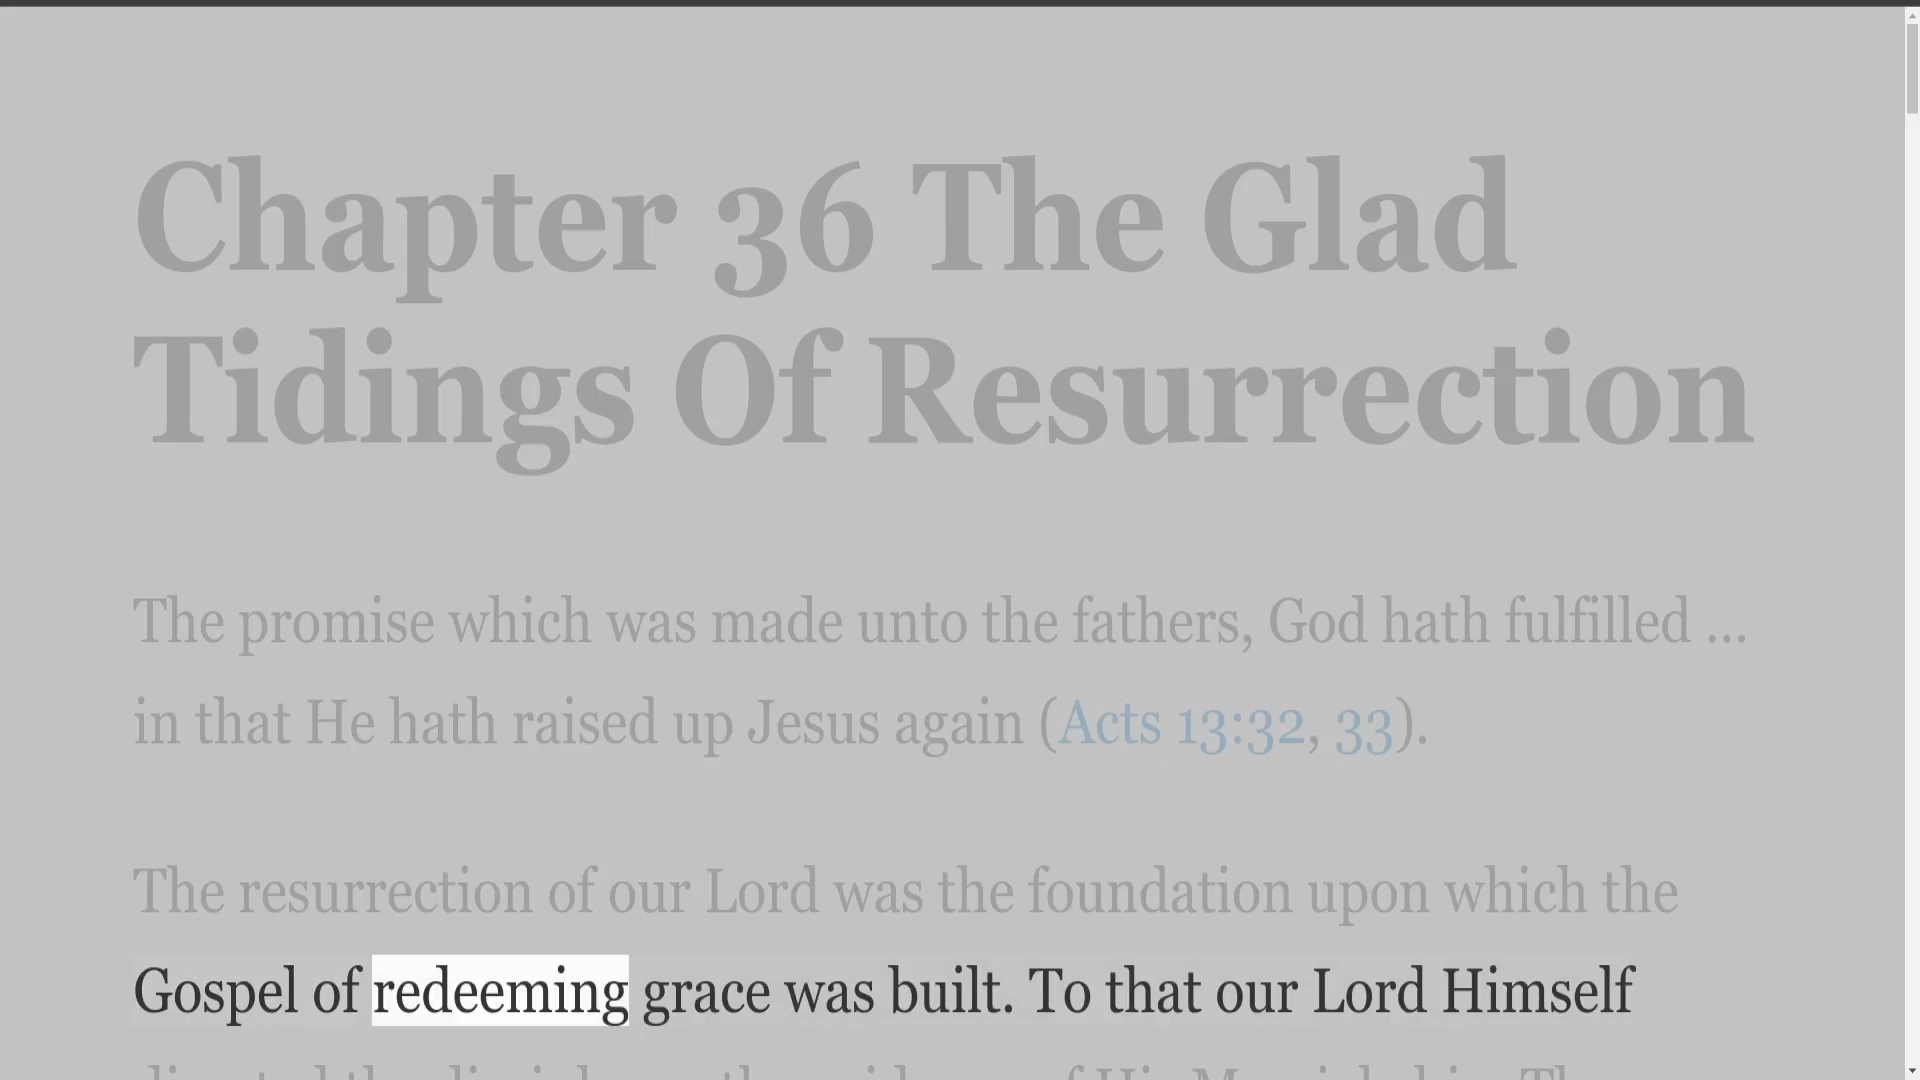 Chapter 36 The Glad
Tidings Of Resurrection
The promise which was made unto the fathers, God hath fulfilled ...
in that He hath raised up Jesus again (Acts 13:32, 33).
The resurrection of our Lord was the foundation upon which the
Gospel of redeeming grace was built. To that our Lord Himself